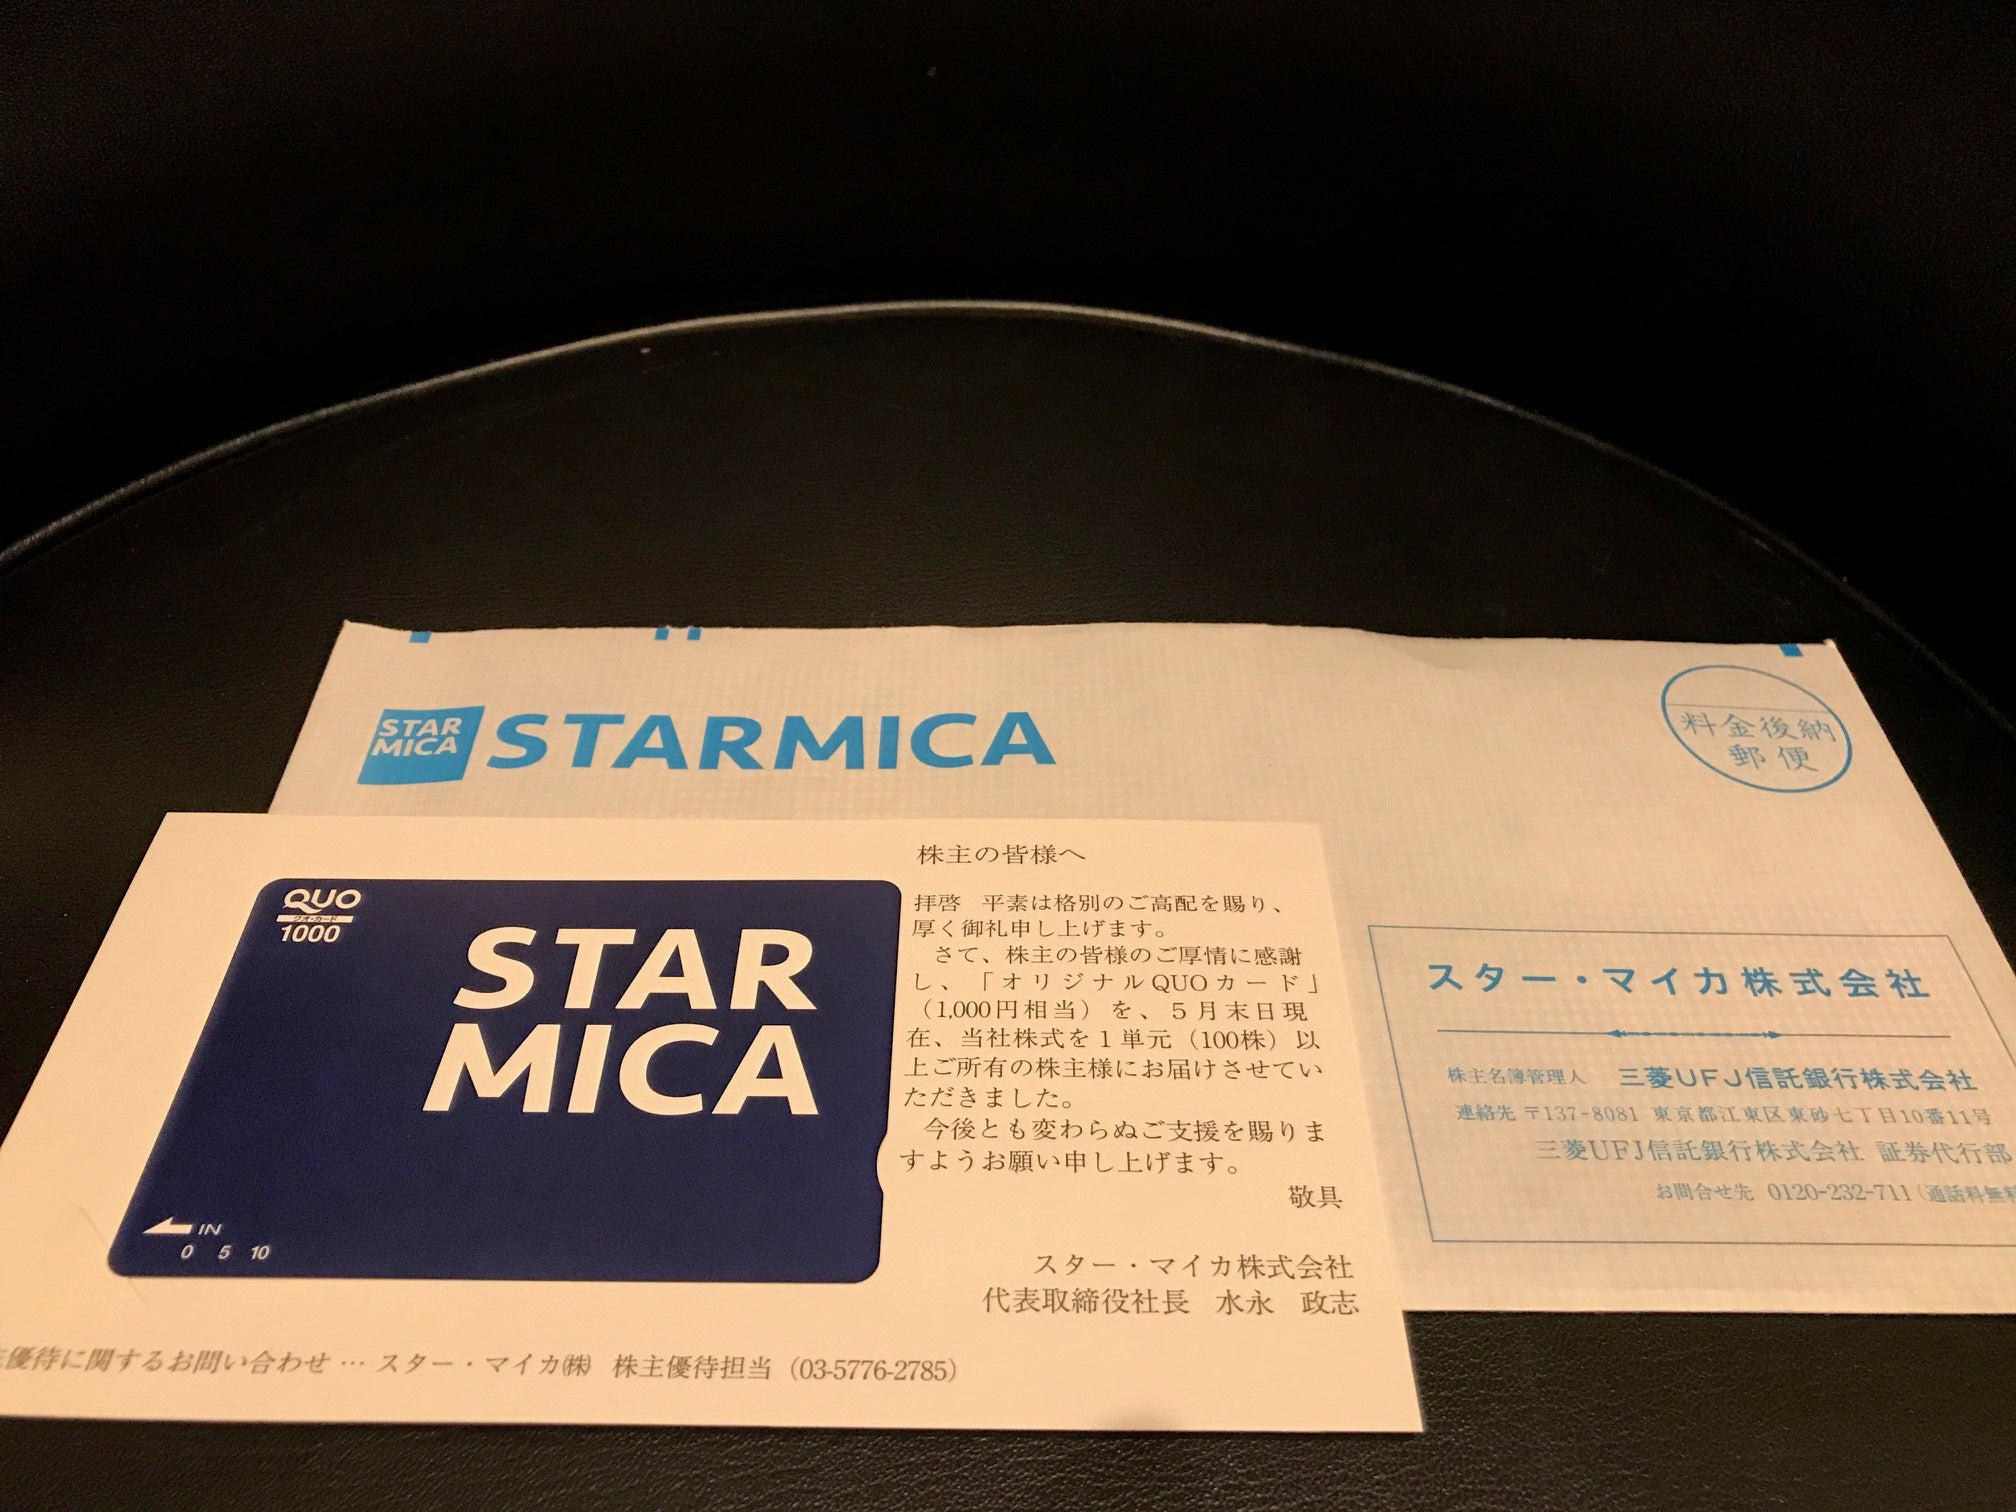 STAR
MICA
STARMICA
料金後納
郵便
スター・マイカ株式会社
株主名簿管理人 三菱UFJ信託銀行株式会社
連絡先 〒137-8081 東京都江東区東砂七丁目10番11号
三菱UFJ信託銀行株式会社 証券代行部
お問合せ先 0120-232-711(通話料無料
QUO
クオ・カード
1000
STAR
MICA
IN
0 5 10
株主の皆様へ
拝啓 平素は格別のご高配を賜り、
厚く御礼申し上げます。
さて、株主の皆様のご厚情に感謝
し、「オリジナルQUOカード」
(1,000円相当)を、5月末日現
在、当社株式を1単元(100株)以
上ご所有の株主様にお届けさせてい
ただきました。
今後とも変わらぬご支援を賜りま
すようお願い申し上げます。
敬具
スター・マイカ株式会社
代表取締役社長 水永 政志
優待に関するお問い合わせ … スター・マイカ㈱ 株主優待担当(03-5776-2785)